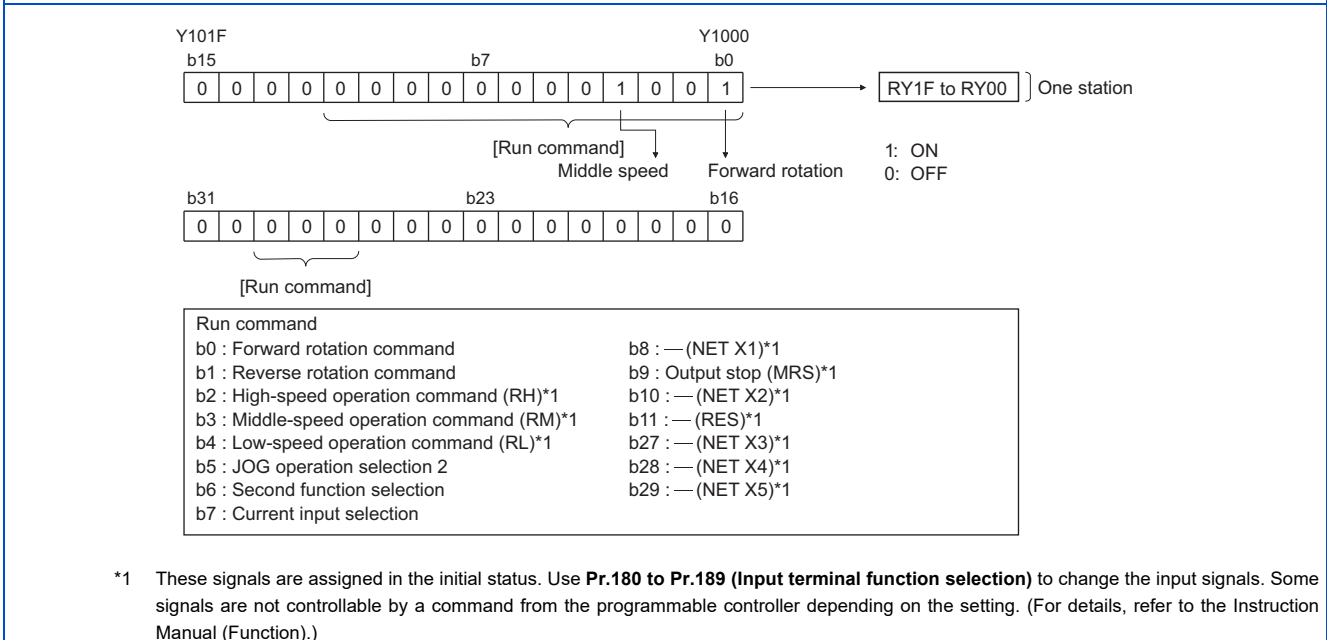 Y101F Y1000
b15 b7 b0
0 0 0 0 0 0 0 0 0 0 0 0 1 0 0 1 RY1F to RY00 One station
[Run command]
Middle speed Forward rotation
1: ON
0: OFF
b31 b23 b16
0 0 0 0 0 0 0 0 0 0 0 0 0 0 0 0
[Run command]
Run command
b0 : Forward rotation command
b1 : Reverse rotation command
b2 : High-speed operation command (RH)*1
b3 : Middle-speed operation command (RM)*1
b4 : Low-speed operation command (RL)*1
b5 : JOG operation selection 2
b6 : Second function selection
b7 : Current input selection
b8 : — (NET X1)*1
b9 : Output stop (MRS)*1
b10 : — (NET X2)*1
b11 : — (RES)*1
b27 : — (NET X3)*1
b28 : — (NET X4)*1
b29 : — (NET X5)*1
*1 These signals are assigned in the initial status. Use Pr.180 to Pr.189 (Input terminal function selection) to change the input signals. Some
signals are not controllable by a command from the programmable controller depending on the setting. (For details, refer to the Instruction
Manual (Function).)